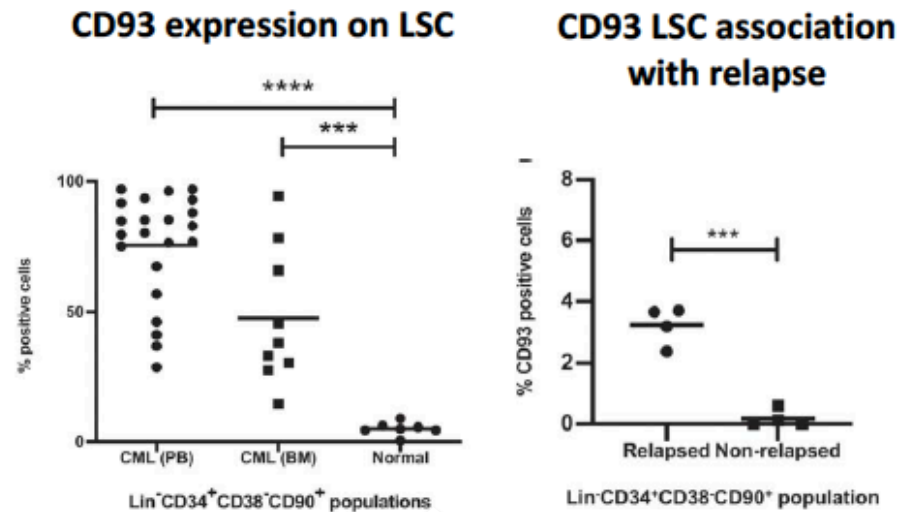 CD93 expression on LSC
****
***
100
50
0
% positive cells
CML (PB) CML (BM) Normal
Lin⁻CD34⁺CD38⁻CD90⁺ populations
CD93 LSC association
with relapse
***
8
6
4
2
0
% CD93 positive cells
Relapsed Non-relapsed
Lin⁻CD34⁺CD38⁻CD90⁺ population